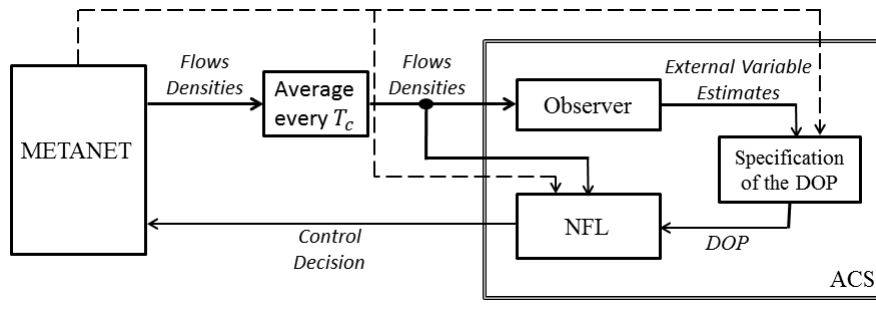 Flows
Densities
Flows
Densities
External Variable
Estimates
METANET
Average
every T_c
Observer
Specification
of the DOP
NFL
Control
Decision
DOP
ACS